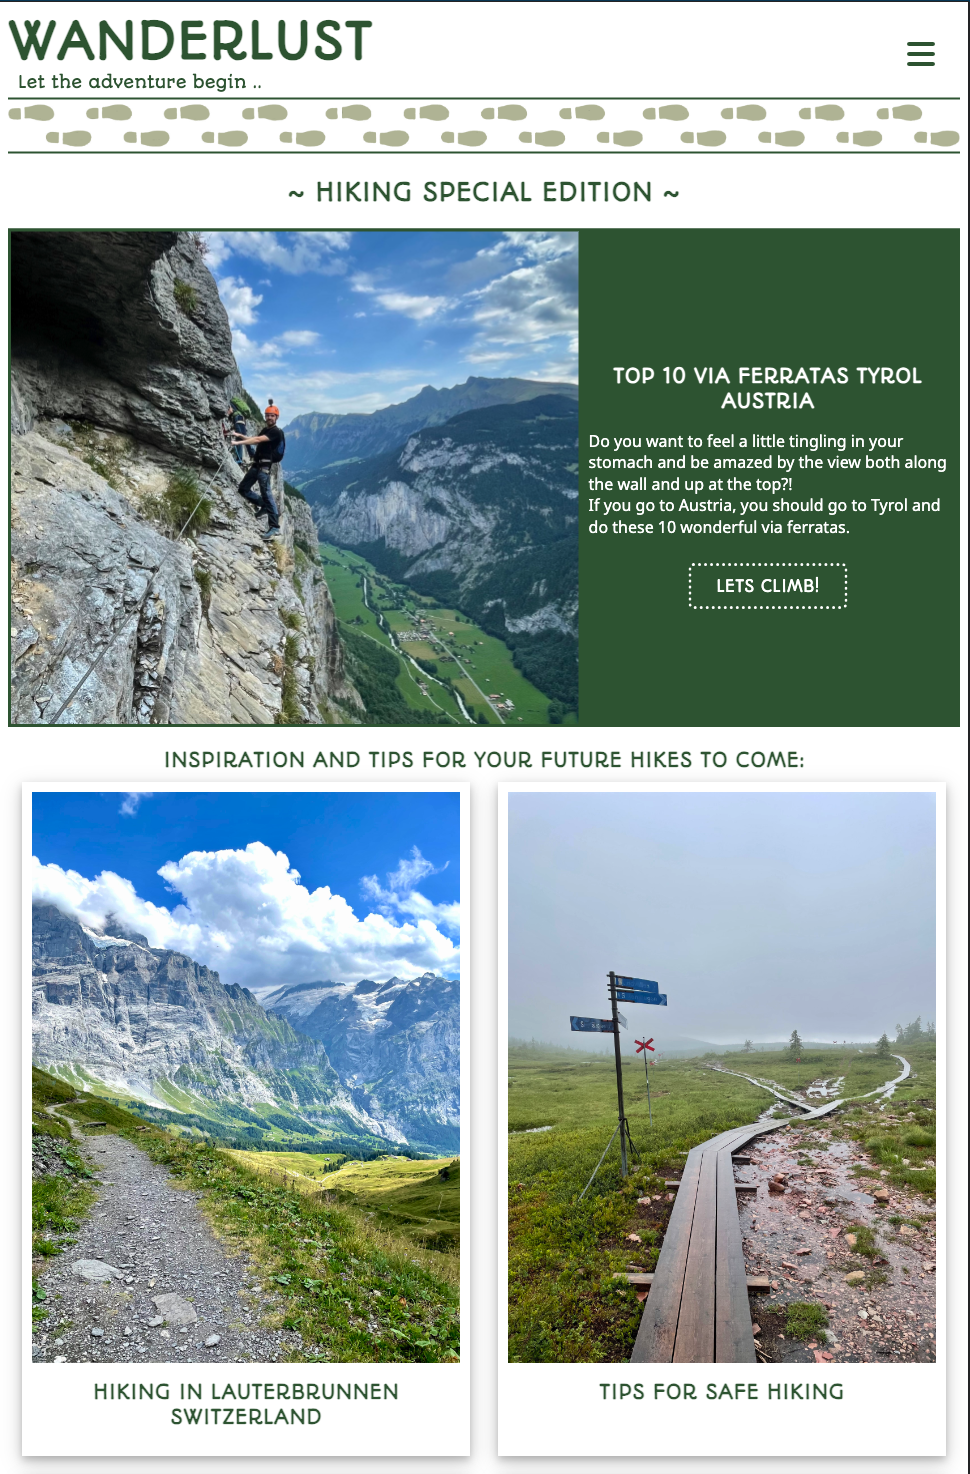 WANDERLUST
Let the adventure begin ..
~ HIKING SPECIAL EDITION ~
TOP 10 VIA FERRATAS TYROL
AUSTRIA
Do you want to feel a little tingling in your
stomach and be amazed by the view both along
the wall and up at the top?!
If you go to Austria, you should go to Tyrol and
do these 10 wonderful via ferratas.
LETS CLIMB!
INSPIRATION AND TIPS FOR YOUR FUTURE HIKES TO COME:
HIKING IN LAUTERBRUNNEN
SWITZERLAND
TIPS FOR SAFE HIKING